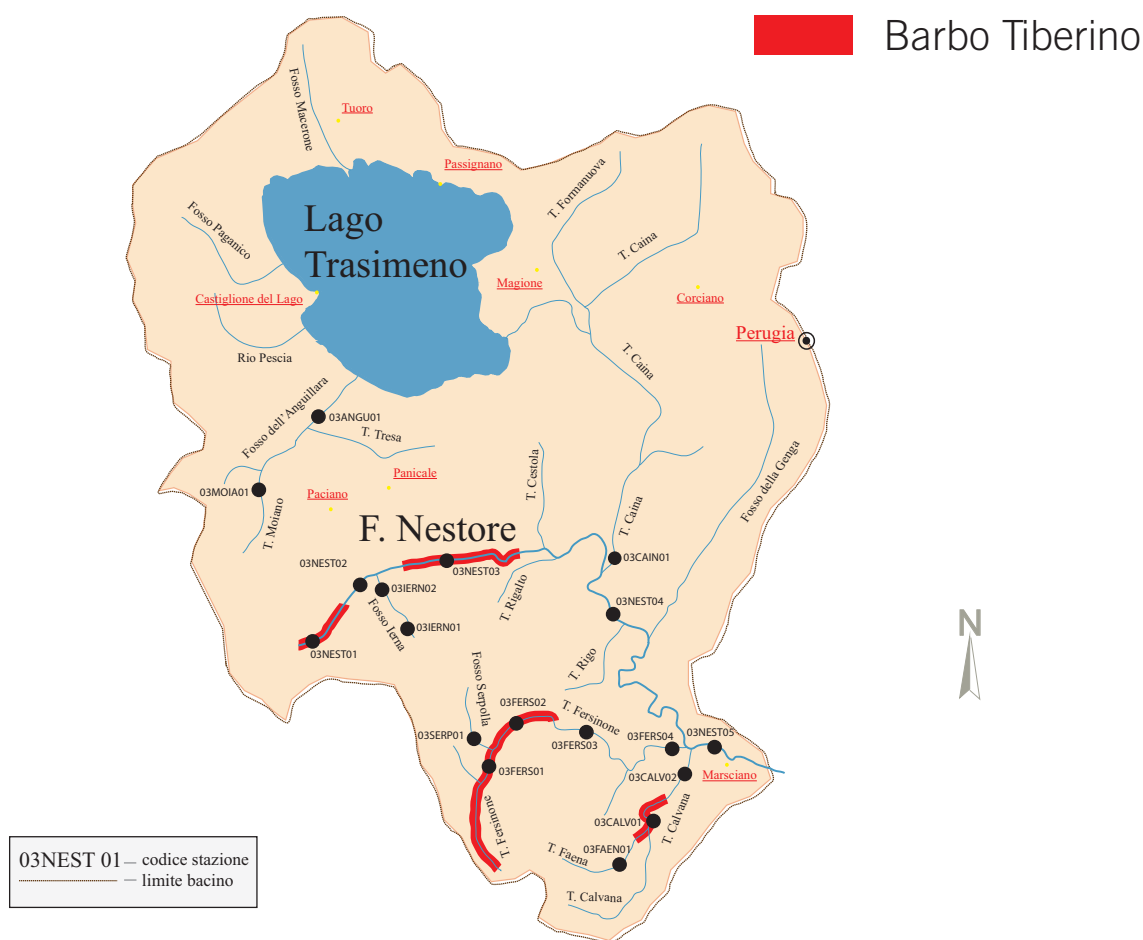 Barbo Tiberino
Fosso Macerone
Tuoro
Passignano
T. Formanuova
Fosso Paganico
Lago
Trasimeno
T. Caina
Magione
Castiglione del Lago
Corciano
Perugia
Rio Pescia
T. Caina
Fosso dell'Anguillara
03ANGU01
T. Tresa
Fosso della Genga
T. Cestola
Panicale
03MOIA01
Paciano
T. Moiano
F. Nestore
T. Caina
03NEST02
03NEST03
03CAIN01
03IERN02
T. Rigalto
03NEST04
Fosso Ierna
03IERN01
N
03NEST01
T. Rigo
Fosso Serpolla
03FERS02
T. Fersinone
03SERP01
03FERS03
03FERS04
03NEST05
03FERS01
03CALV02
Marsciano
T. Fersinone
03CALV01
T. Calvana
03FAEN01
T. Faena
T. Calvana
03NEST 01 – codice stazione
– limite bacino